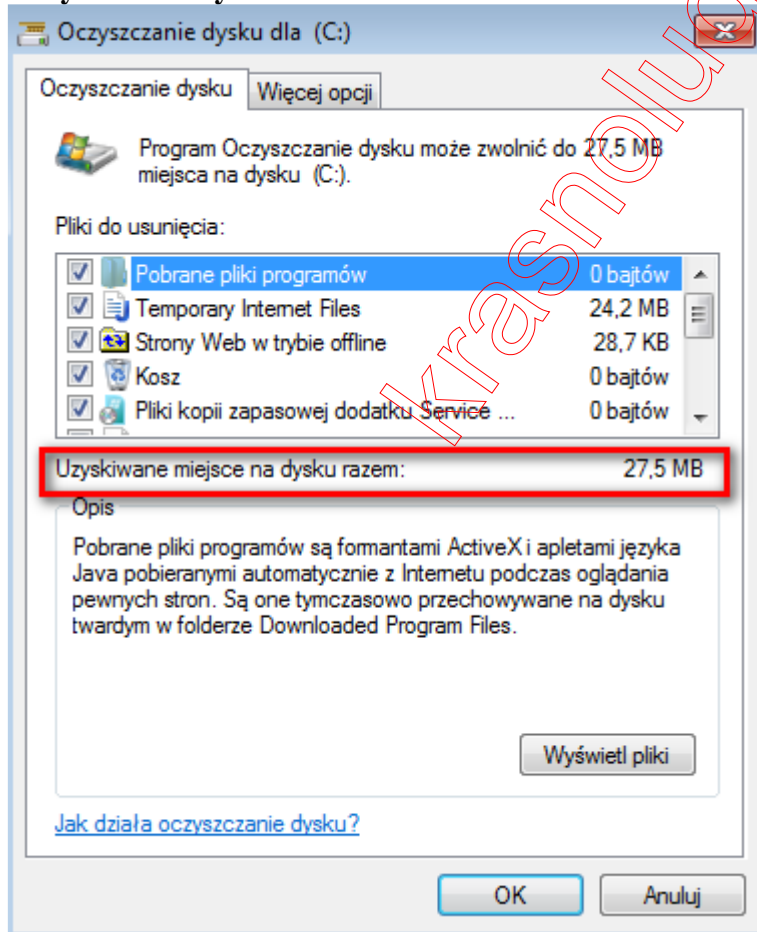 Oczyszczanie dysku dla (C:)
Oczyszczanie dysku
Więcej opcji
Program Oczyszczanie dysku może zwolnić do 27,5 MB
miejsca na dysku (C:).
Pliki do usunięcia:
Pobrane pliki programów 0 bajtów
Temporary Internet Files 24,2 MB
Strony Web w trybie offline 28,7 KB
Kosz 0 bajtów
Pliki kopii zapasowej dodatku Service ... 0 bajtów
Uzyskiwane miejsce na dysku razem: 27,5 MB
Opis
Pobrane pliki programów są formantami ActiveX i apletami języka
Java pobieranymi automatycznie z Internetu podczas oglądania
pewnych stron. Są one tymczasowo przechowywane na dysku
twardym w folderze Downloaded Program Files.
Wyświetl pliki
Jak działa oczyszczanie dysku?
OK Anuluj